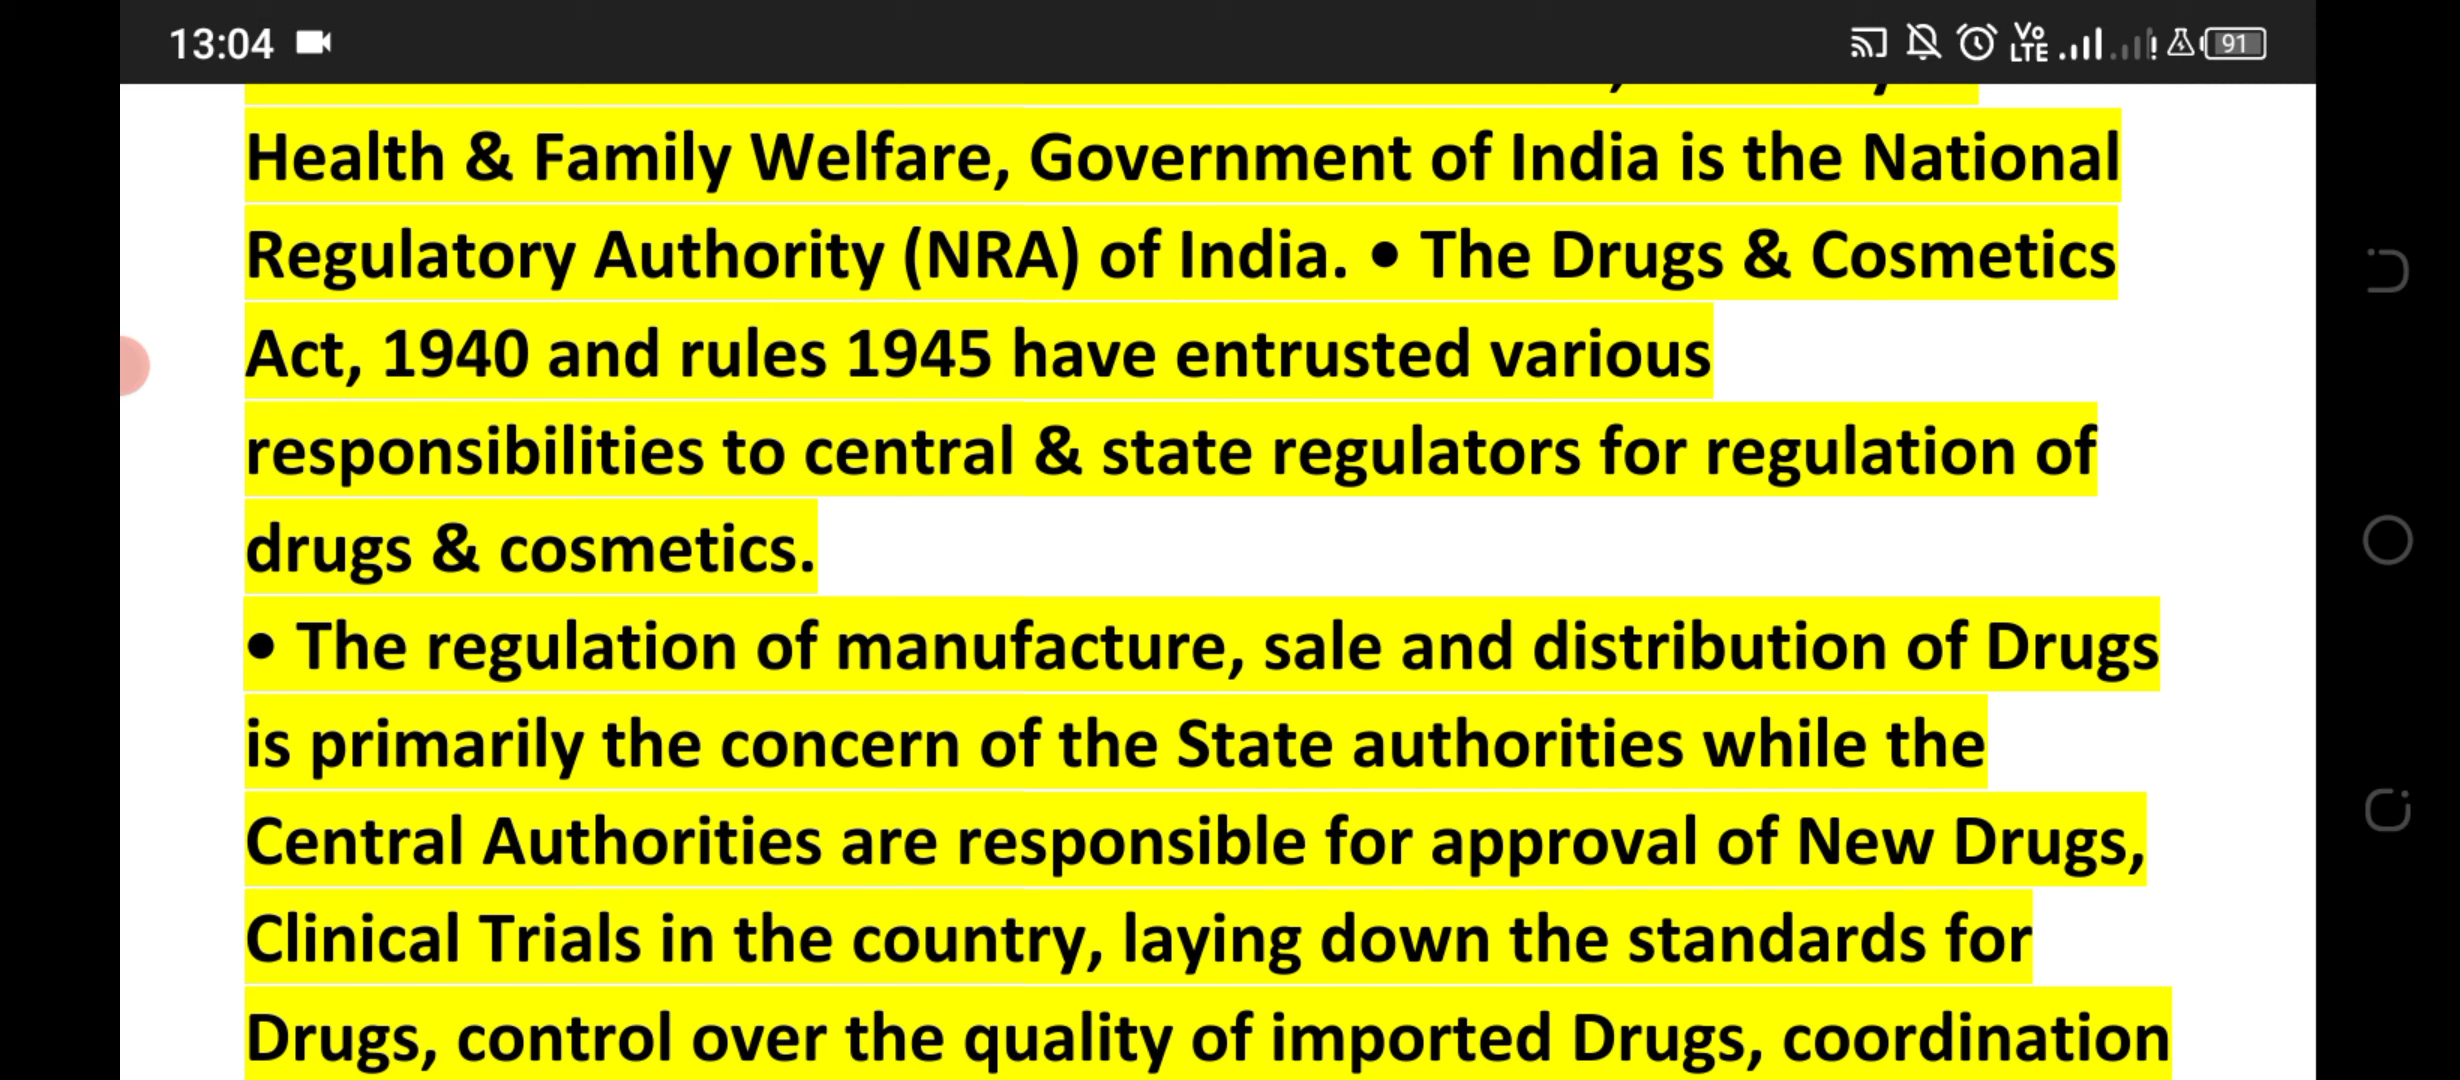 13:04
Vo
LTE
91
Health & Family Welfare, Government of India is the National
Regulatory Authority (NRA) of India. • The Drugs & Cosmetics
Act, 1940 and rules 1945 have entrusted various
responsibilities to central & state regulators for regulation of
drugs & cosmetics.
• The regulation of manufacture, sale and distribution of Drugs
is primarily the concern of the State authorities while the
Central Authorities are responsible for approval of New Drugs,
Clinical Trials in the country, laying down the standards for
Drugs, control over the quality of imported Drugs, coordination